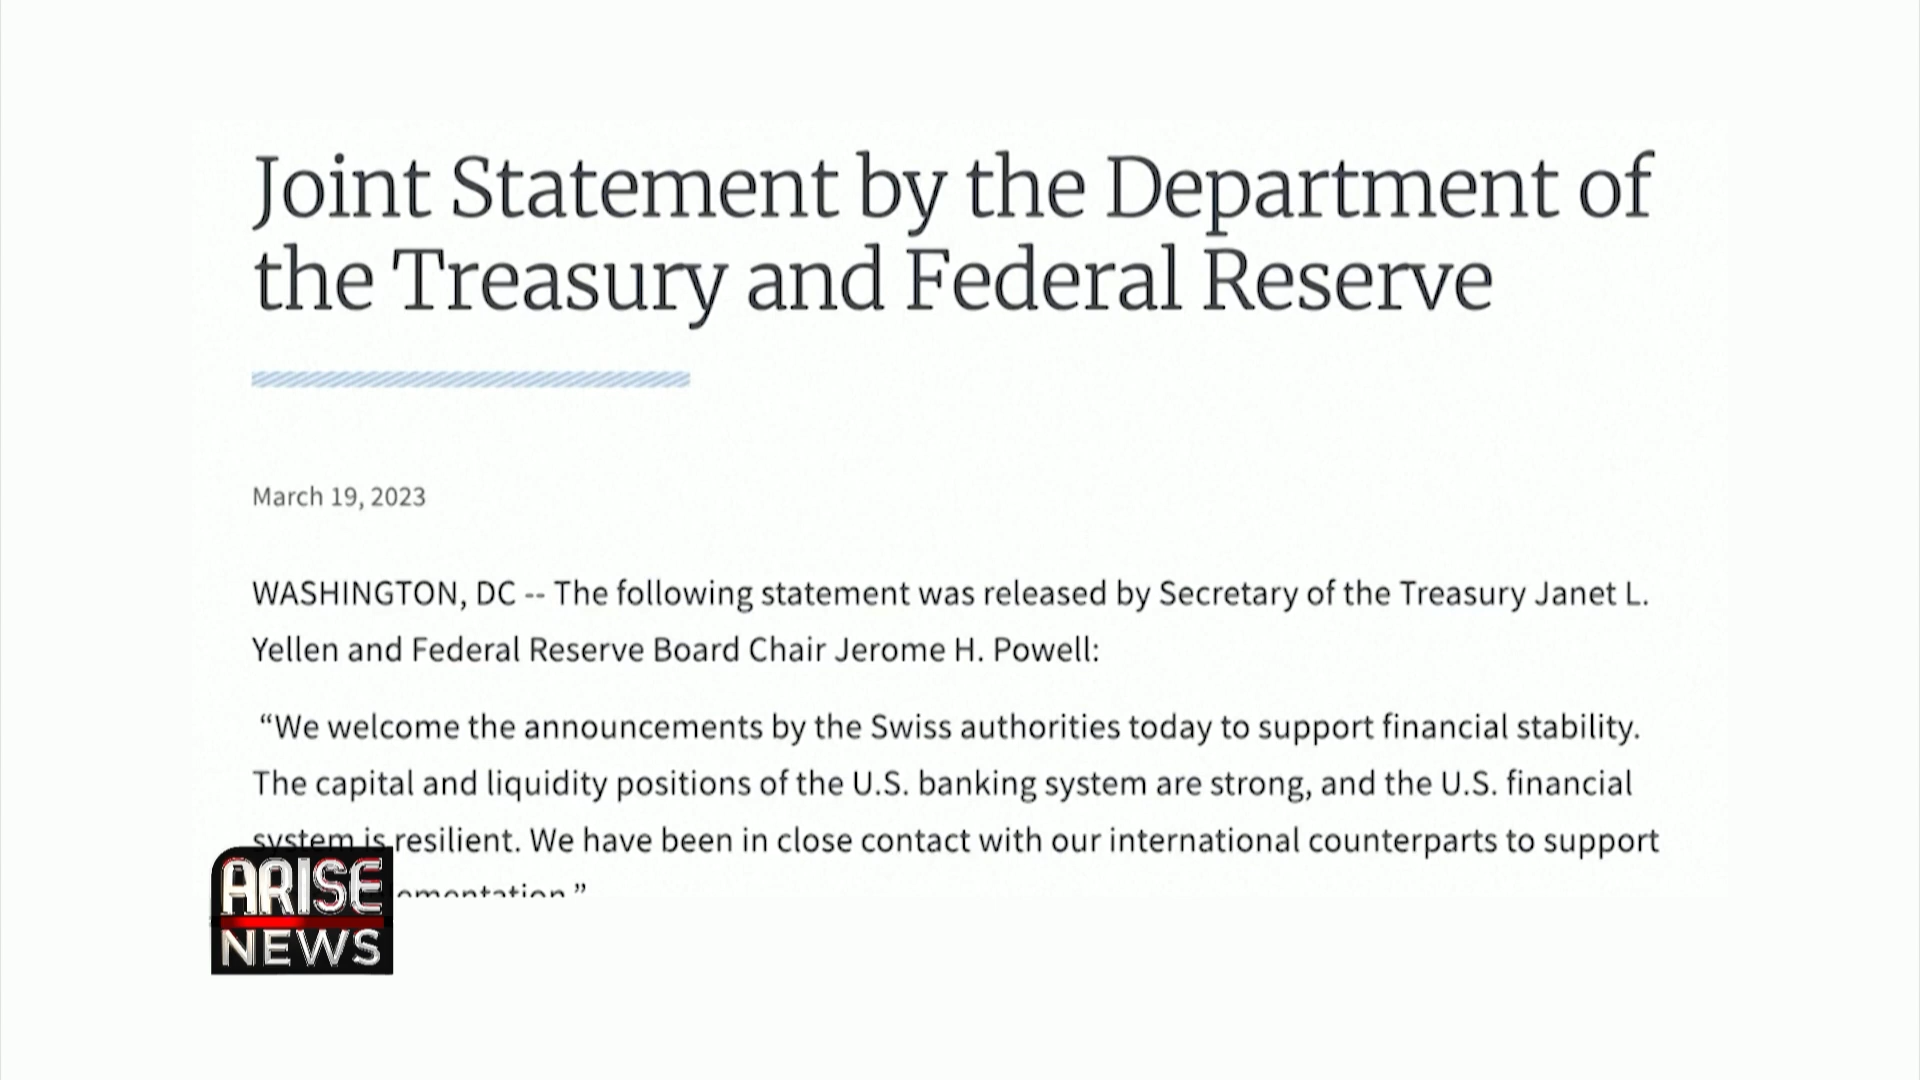 Joint Statement by the Department of
the Treasury and Federal Reserve
March 19, 2023
WASHINGTON, DC -- The following statement was released by Secretary of the Treasury Janet L.
Yellen and Federal Reserve Board Chair Jerome H. Powell:
“We welcome the announcements by the Swiss authorities today to support financial stability.
The capital and liquidity positions of the U.S. banking system are strong, and the U.S. financial
system is resilient. We have been in close contact with our international counterparts to support
ARISE
NEWS